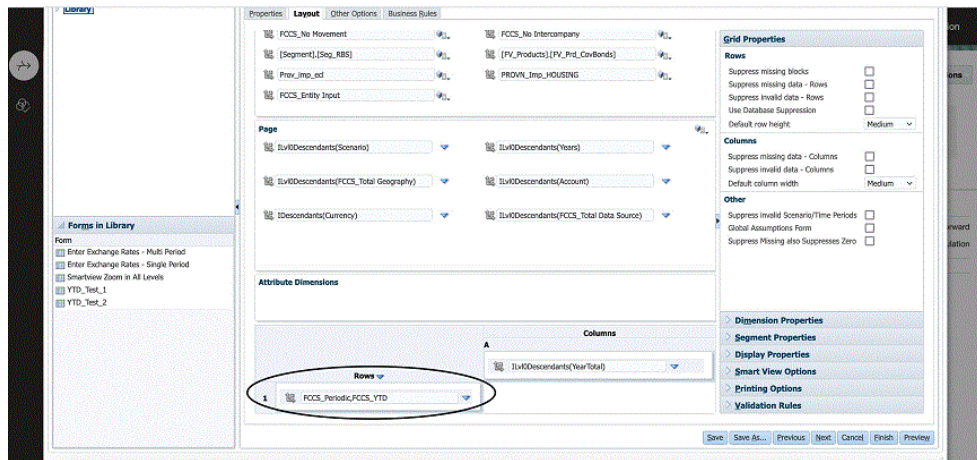 Library
Properties Layout Other Options Business Rules
FCCS_No Movement FCCS_No Intercompany
[Segment].[Seg_RBS] [FV_Products].[FV_Prd_CovBonds]
Prov_imp_ecl PROVN_Imp_HOUSING
FCCS_Entity Input
Page
ILvl0Descendants(Scenario) ILvl0Descendants(Years)
ILvl0Descendants(FCCS_Total Geography) ILvl0Descendants(Account)
IDescendants(Currency) ILvl0Descendants(FCCS_Total Data Source)
Attribute Dimensions
Columns
A
ILvl0Descendants(YearTotal)
Rows
1 FCCS_Periodic,FCCS_YTD
Grid Properties
Rows
Suppress missing blocks
Suppress missing data - Rows
Suppress invalid data - Rows
Use Database Suppression
Default row height Medium
Columns
Suppress missing data - Columns
Suppress invalid data - Columns
Default column width Medium
Other
Suppress invalid Scenario/Time Periods
Global Assumptions Form
Suppress Missing also Suppresses Zero
Dimension Properties
Segment Properties
Display Properties
Smart View Options
Printing Options
Validation Rules
Forms in Library
Form
Enter Exchange Rates - Multi Period
Enter Exchange Rates - Single Period
Smartview Zoom in All Levels
YTD_Test_1
YTD_Test_2
Save Save As... Previous Next Cancel Finish Preview